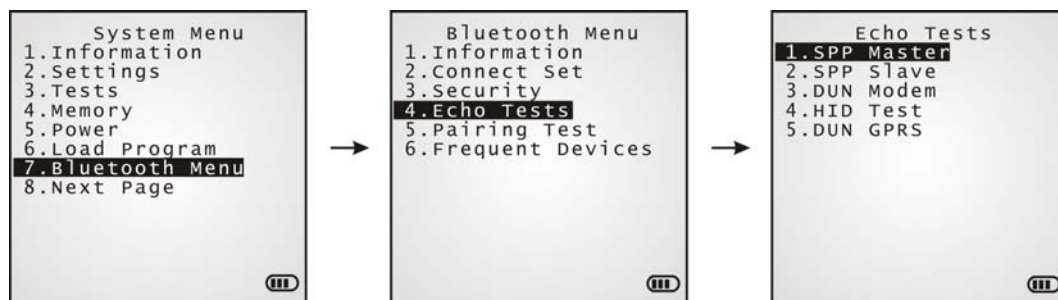 System Menu
1.Information
2.Settings
3.Tests
4.Memory
5.Power
6.Load Program
7.Bluetooth Menu
8.Next Page
Bluetooth Menu
1.Information
2.Connect Set
3.Security
4.Echo Tests
5.Pairing Test
6.Frequent Devices
Echo Tests
1.SPP Master
2.SPP Slave
3.DUN Modem
4.HID Test
5.DUN GPRS